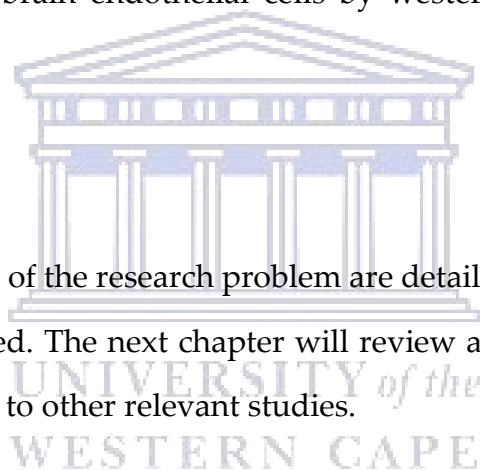 brain endothelial cells by weste
of the research problem are detail
ed. The next chapter will review a
UNIVERSITY of the
to other relevant studies.
WESTERN CAPE